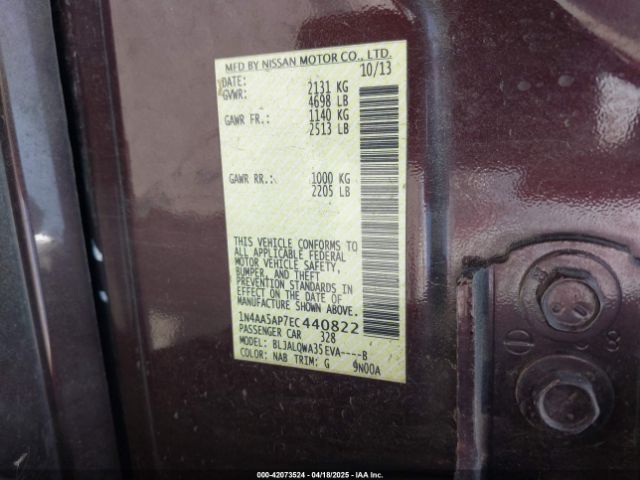 MFD BY NISSAN MOTOR CO., LTD.
DATE: 10/13
GVWR: 2131 KG
4698 LB
GAWR FR.: 1140 KG
2513 LB
GAWR RR.: 1000 KG
2205 LB
THIS VEHICLE CONFORMS TO
ALL APPLICABLE FEDERAL
MOTOR VEHICLE SAFETY,
BUMPER, AND THEFT
PREVENTION STANDARDS IN
EFFECT ON THE DATE OF
MANUFACTURE SHOWN ABOVE.
1N4AA5AP7EC440822
PASSENGER CAR 328
MODEL: BLJALQWA35EVA----B
COLOR: NAB TRIM: G 9N00A
000-42073524 | 04/18/2025 | IAA Inc.